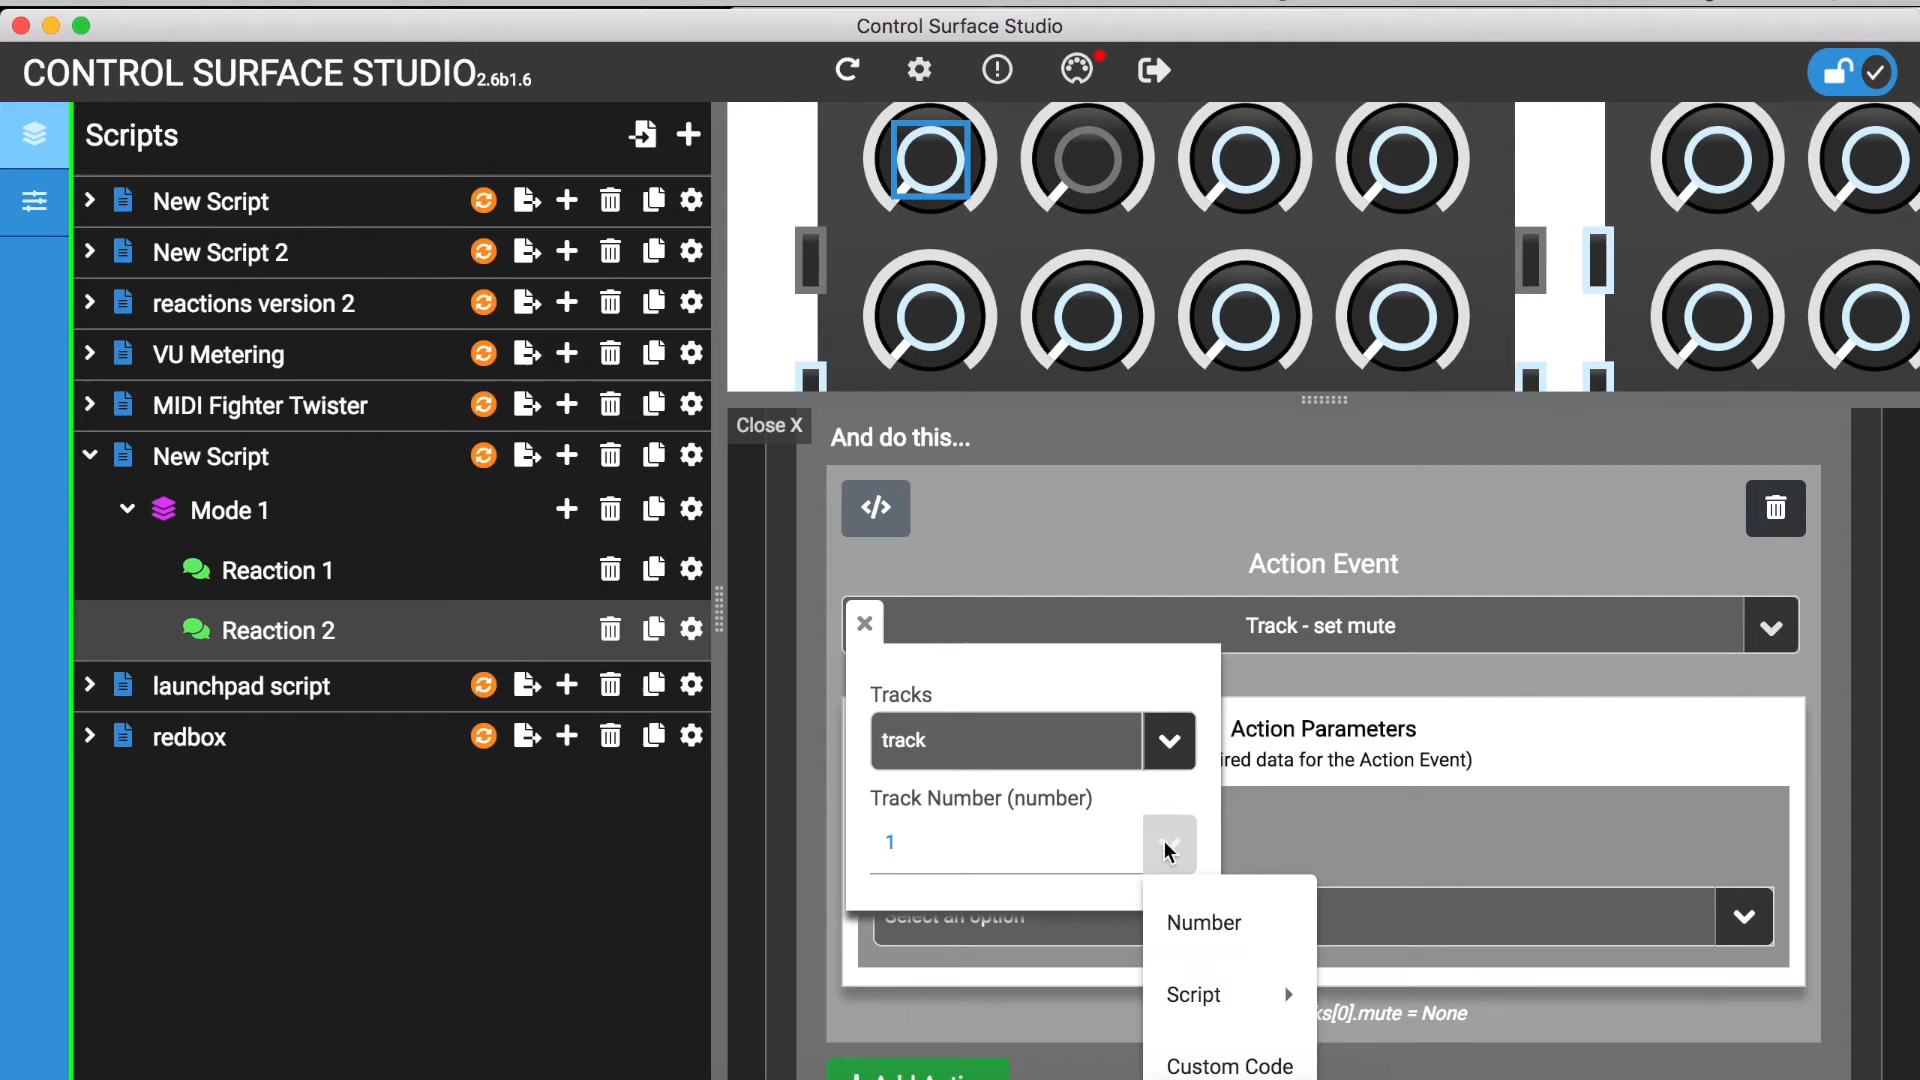 Control Surface Studio
CONTROL SURFACE STUDIO2.6b1.6
Scripts
New Script
New Script 2
reactions version 2
VU Metering
MIDI Fighter Twister
New Script
Mode 1
Reaction 1
Reaction 2
launchpad script
redbox
Close X
And do this...
</>
Action Event
Track - set mute
Tracks
track
Action Parameters
ired data for the Action Event)
Track Number (number)
1
Select an option
Number
Script
Custom Code
ks[0].mute = None